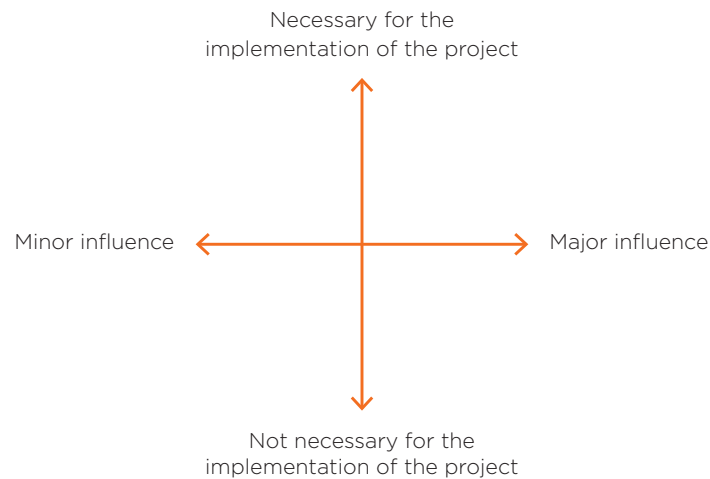 Necessary for the
implementation of the project
Minor influence
Major influence
Not necessary for the
implementation of the project